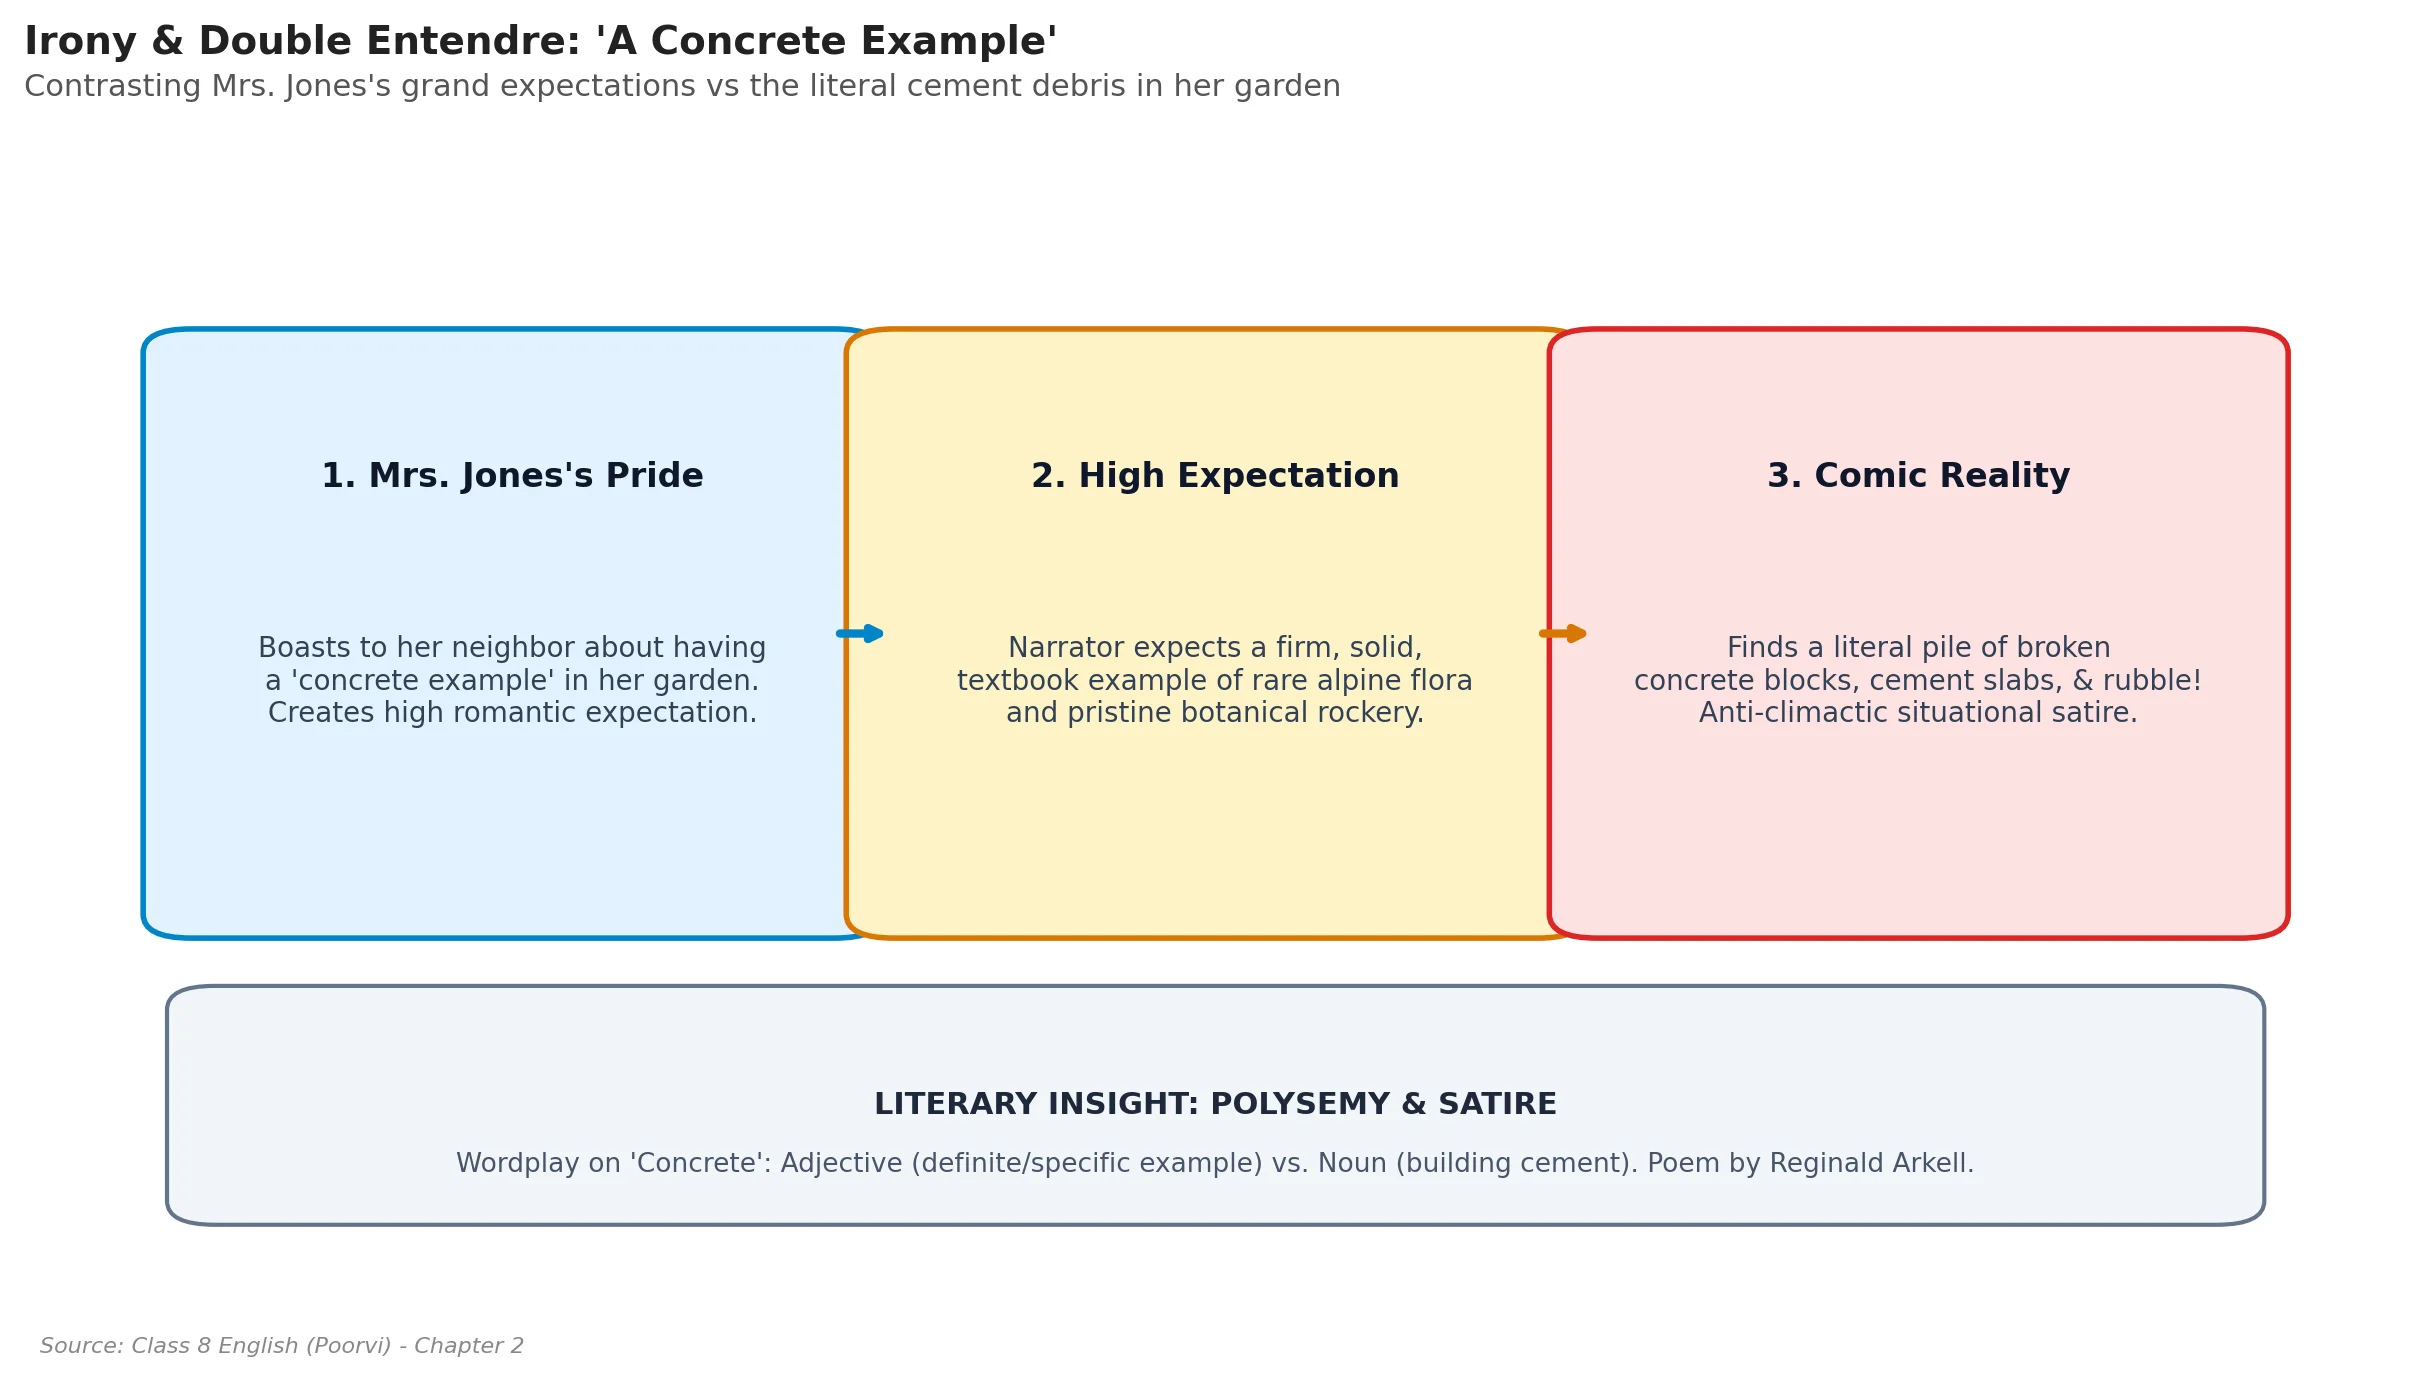 Irony & Double Entendre: 'A Concrete Example'
Contrasting Mrs. Jones's grand expectations vs the literal cement debris in her garden
1. Mrs. Jones's Pride
Boasts to her neighbor about having
a 'concrete example' in her garden.
Creates high romantic expectation.
2. High Expectation
Narrator expects a firm, solid,
textbook example of rare alpine flora
and pristine botanical rockery.
3. Comic Reality
Finds a literal pile of broken
concrete blocks, cement slabs, & rubble!
Anti-climactic situational satire.
LITERARY INSIGHT: POLYSEMY & SATIRE
Wordplay on 'Concrete': Adjective (definite/specific example) vs. Noun (building cement). Poem by Reginald Arkell.
Source: Class 8 English (Poorvi) - Chapter 2